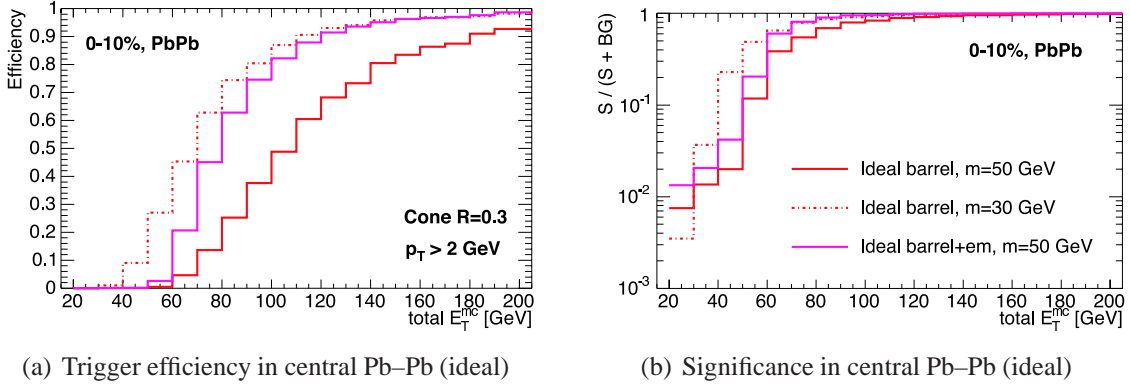 Efficiency
1
0.9
0.8
0.7
0.6
0.5
0.4
0.3
0.2
0.1
0
0-10%, PbPb
Cone R=0.3
p_T > 2 GeV
20 40 60 80 100 120 140 160 180 200
total E_T^mc [GeV]
(a) Trigger efficiency in central Pb–Pb (ideal)
S / (S + BG)
1
10^-1
10^-2
10^-3
0-10%, PbPb
Ideal barrel, m=50 GeV
Ideal barrel, m=30 GeV
Ideal barrel+em, m=50 GeV
20 40 60 80 100 120 140 160 180 200
total E_T^mc [GeV]
(b) Significance in central Pb–Pb (ideal)